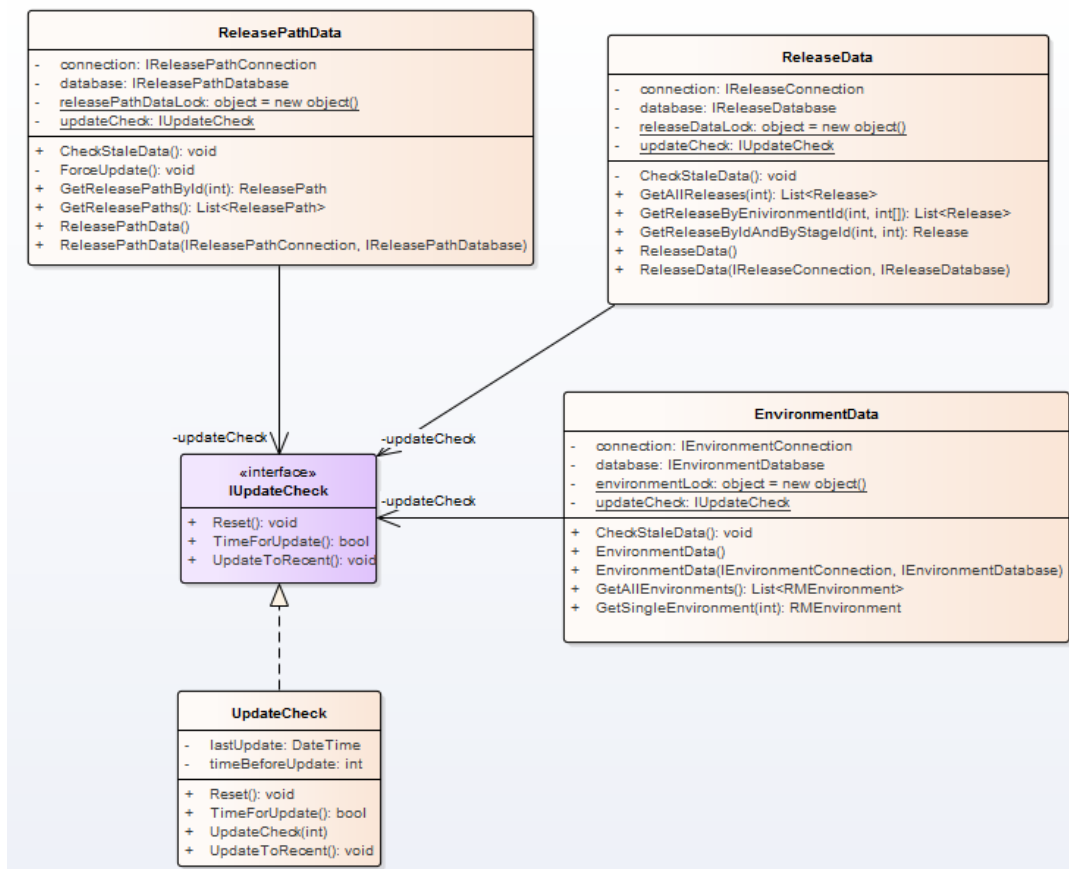 ReleasePathData
- connection: IReleasePathConnection
- database: IReleasePathDatabase
- releasePathDataLock: object = new object()
- updateCheck: IUpdateCheck
+ CheckStaleData(): void
- ForceUpdate(): void
+ GetReleasePathById(int): ReleasePath
+ GetReleasePaths(): List<ReleasePath>
+ ReleasePathData()
+ ReleasePathData(IReleasePathConnection, IReleasePathDatabase)
ReleaseData
- connection: IReleaseConnection
- database: IReleaseDatabase
- releaseDataLock: object = new object()
- updateCheck: IUpdateCheck
- CheckStaleData(): void
+ GetAllReleases(int): List<Release>
+ GetReleaseByEnivironmentId(int, int[]): List<Release>
+ GetReleaseByIdAndByStageId(int, int): Release
+ ReleaseData()
+ ReleaseData(IReleaseConnection, IReleaseDatabase)
EnvironmentData
- connection: IEnvironmentConnection
- database: IEnvironmentDatabase
- environmentLock: object = new object()
- updateCheck: IUpdateCheck
+ CheckStaleData(): void
+ EnvironmentData()
+ EnvironmentData(IEnvironmentConnection, IEnvironmentDatabase)
+ GetAllEnvironments(): List<RMEnvironment>
+ GetSingleEnvironment(int): RMEnvironment
-updateCheck
-updateCheck
-updateCheck
«interface»
IUpdateCheck
+ Reset(): void
+ TimeForUpdate(): bool
+ UpdateToRecent(): void
UpdateCheck
- lastUpdate: DateTime
- timeBeforeUpdate: int
+ Reset(): void
+ TimeForUpdate(): bool
+ UpdateCheck(int)
+ UpdateToRecent(): void